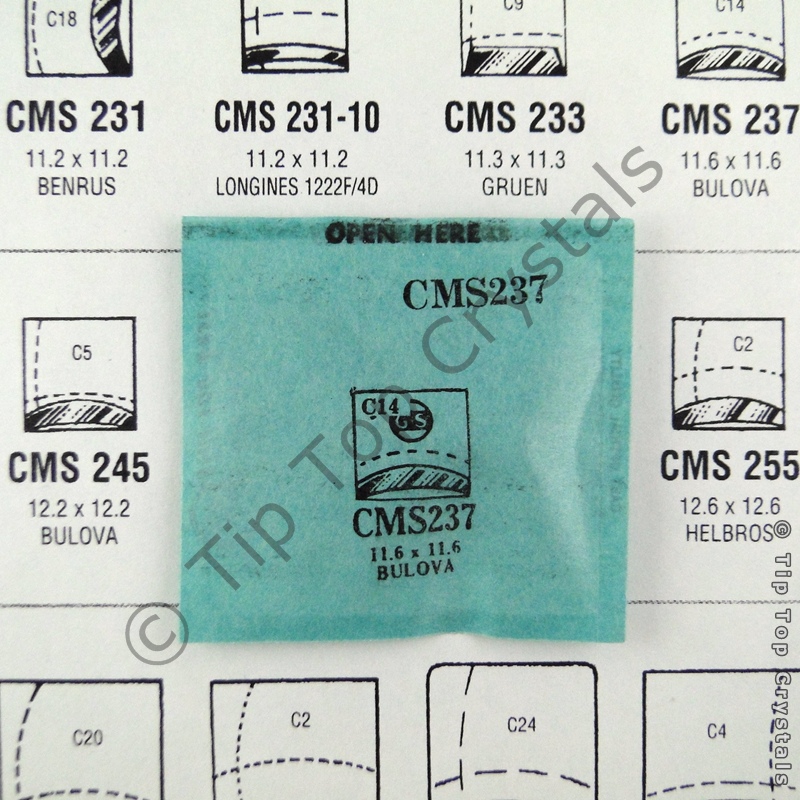 C18
C9
C14
CMS 231
CMS 231-10
CMS 233
CMS 237
11.2 x 11.2
11.2 x 11.2
11.3 x 11.3
11.6 x 11.6
BENRUS
LONGINES 1222F/4D
GRUEN
BULOVA
OPEN HERE
CMS237
C5
C2
C14
GS
CMS 245
CMS 255
12.2 x 12.2
12.6 x 12.6
BULOVA
HELBROS
CMS237
11.6 x 11.6
BULOVA
© Tip Top Crystals
© Tip Top Crystals
C20
C2
C24
C4